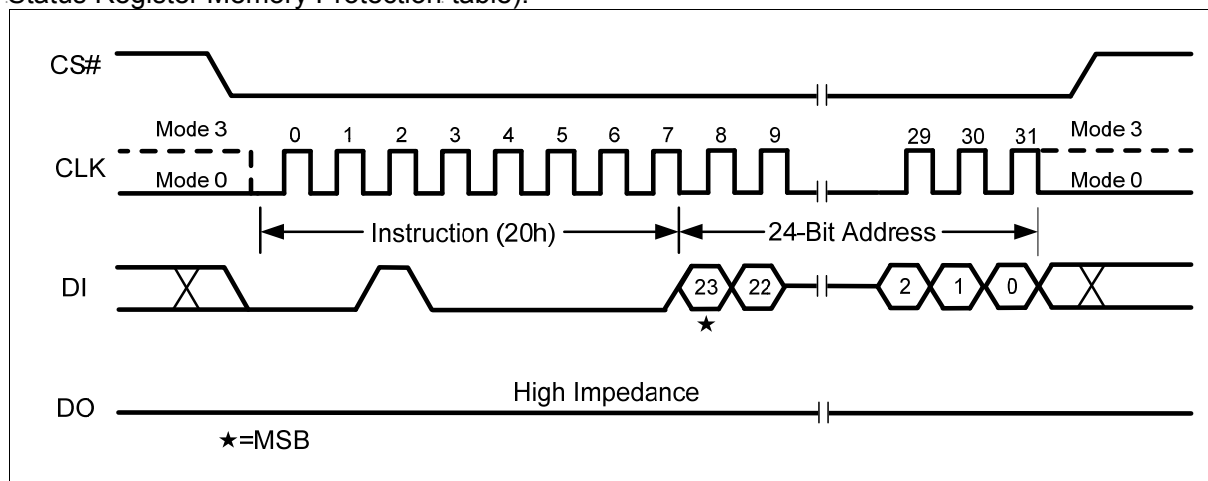 Status Register Memory Protection table).
CS#
Mode 3
0 1 2 3 4 5 6 7 8 9 29 30 31
Mode 3
CLK
Mode 0
Mode 0
Instruction (20h)
24-Bit Address
DI
23 22 2 1 0
★
High Impedance
DO
★=MSB